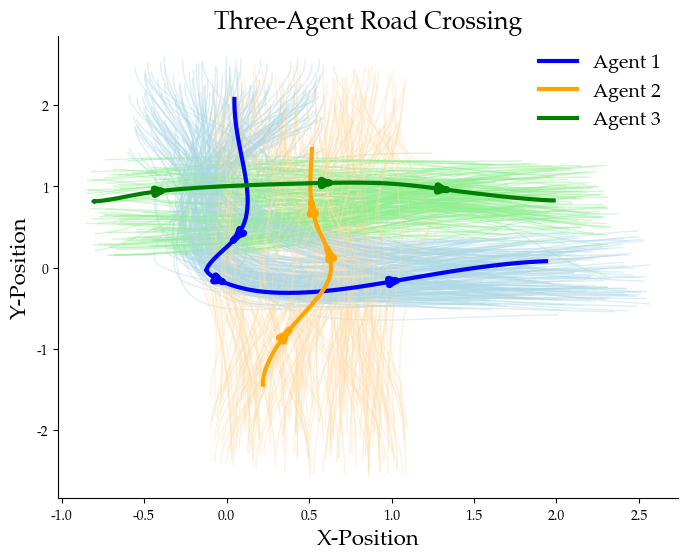 Three-Agent Road Crossing
Agent 1
Agent 2
Agent 3
Y-Position
2
1
0
-1
-2
-1.0 -0.5 0.0 0.5 1.0 1.5 2.0 2.5
X-Position